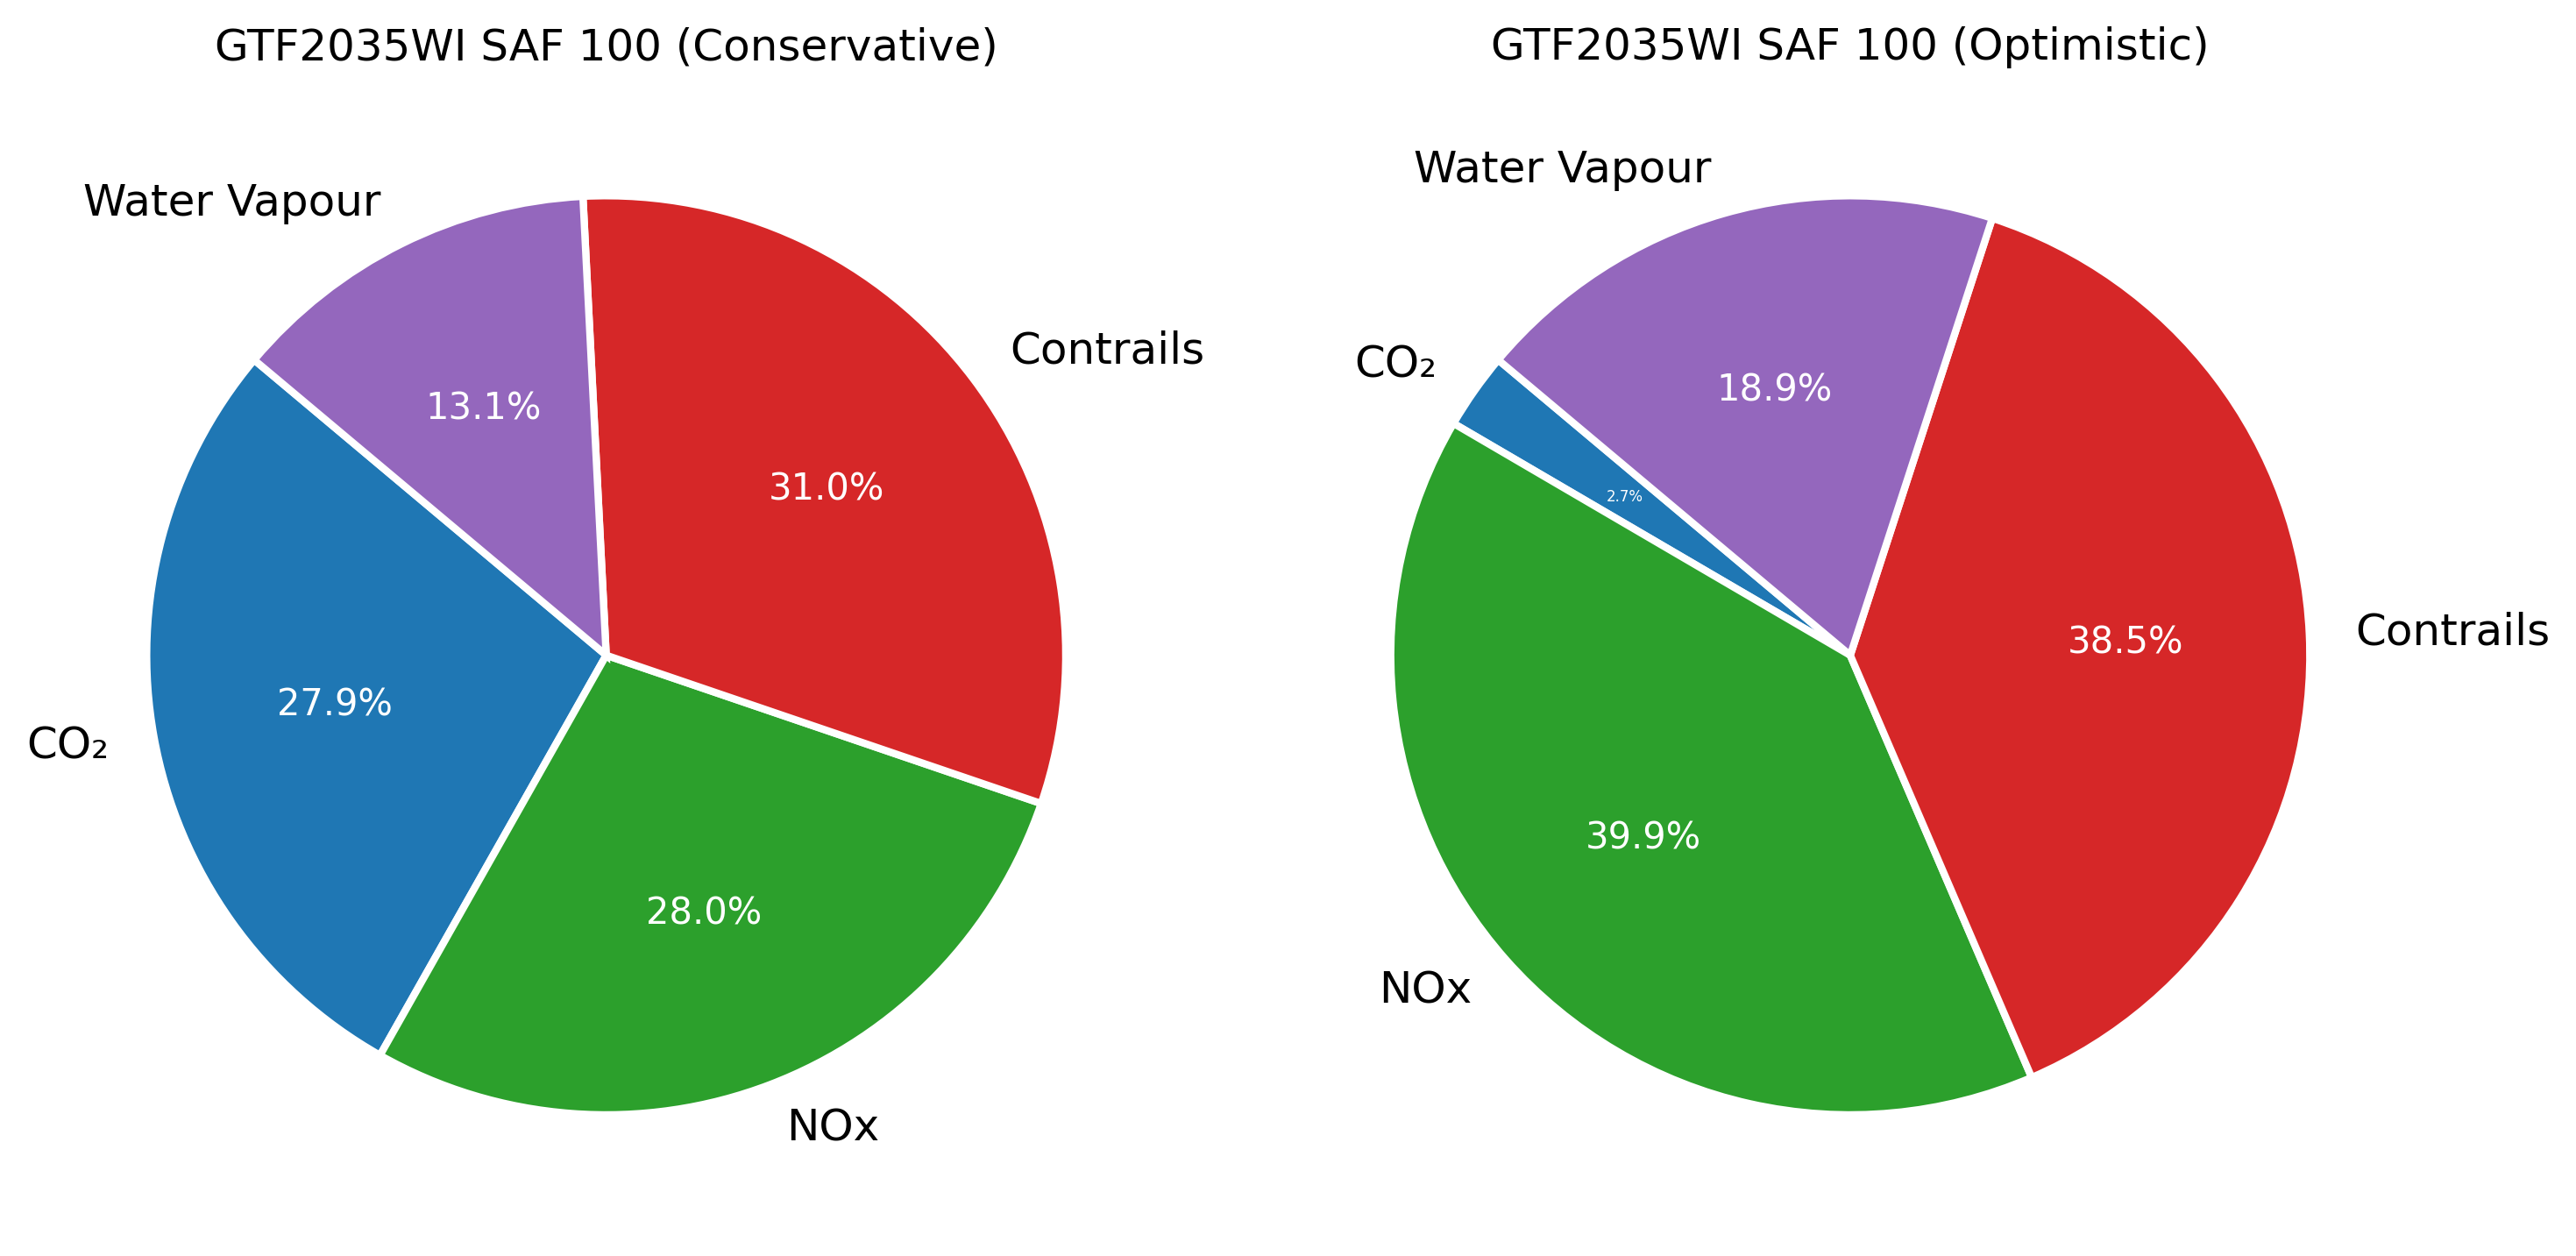 GTF2035WI SAF 100 (Conservative)
Water Vapour
Contrails
13.1%
31.0%
27.9%
CO₂
28.0%
NOx
GTF2035WI SAF 100 (Optimistic)
Water Vapour
CO₂
18.9%
2.7%
Contrails
38.5%
39.9%
NOx